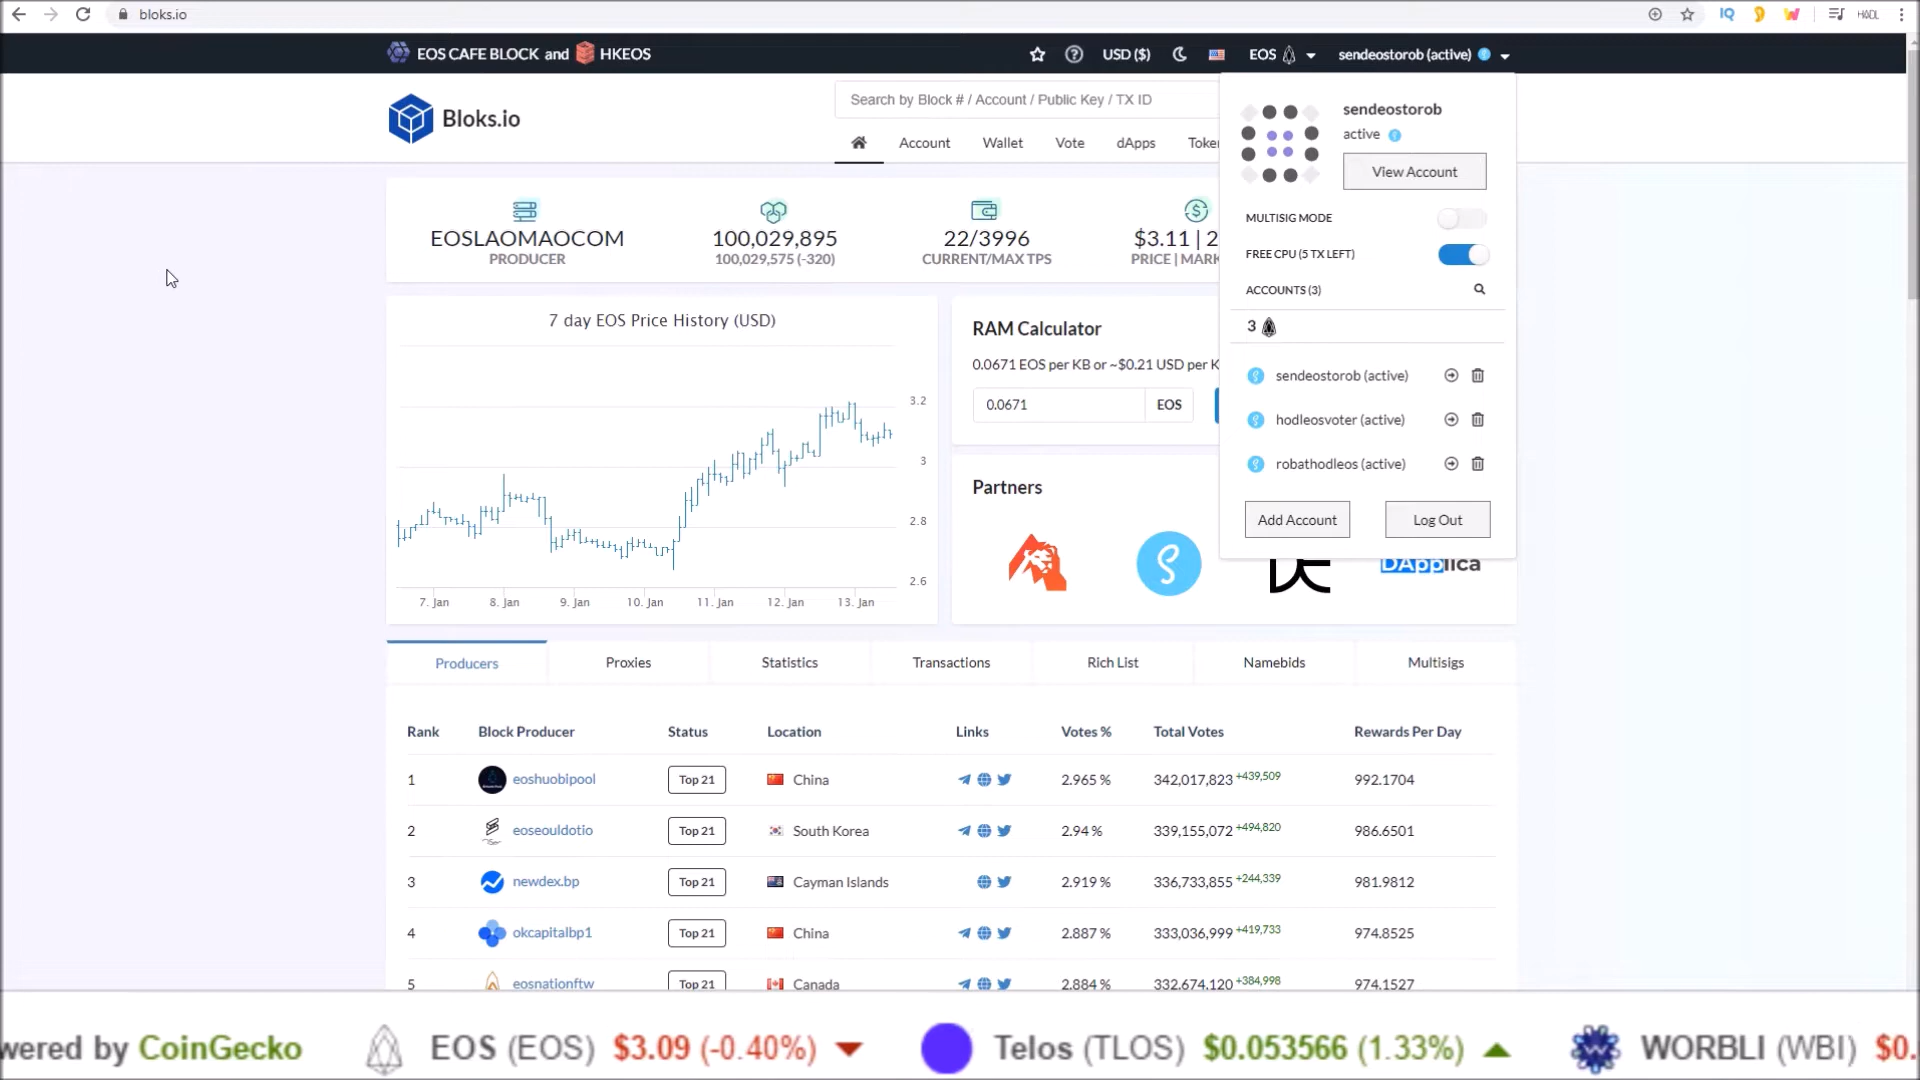 bloks.io
IQ
HADL
EOS CAFE BLOCK and HKEOS
USD ($)
EOS
sendeostorob (active)
Bloks.io
Search by Block # / Account / Public Key / TX ID
Account
Wallet
Vote
dApps
Token
sendeostorob
active
View Account
MULTISIG MODE
FREE CPU (5 TX LEFT)
ACCOUNTS (3)
3
sendeostorob (active)
hodleosvoter (active)
robathodleos (active)
Add Account
Log Out
EOSLAOMAOCOM
PRODUCER
100,029,895
100,029,575 (-320)
22/3996
CURRENT/MAX TPS
$3.11 | 2
PRICE | MARK
7 day EOS Price History (USD)
3.2
3
2.8
2.6
7. Jan
8. Jan
9. Jan
10. Jan
11. Jan
12. Jan
13. Jan
RAM Calculator
0.0671 EOS per KB or ~$0.21 USD per K
0.0671
EOS
Partners
DApplica
Producers
Proxies
Statistics
Transactions
Rich List
Namebids
Multisigs
Rank Block Producer Status Location Links Votes % Total Votes Rewards Per Day
1 eoshuobipool Top 21 China 2.965 % 342,017,823 +439,509 992.1704
2 eoseouldotio Top 21 South Korea 2.94 % 339,155,072 +494,820 986.6501
3 newdex.bp Top 21 Cayman Islands 2.919 % 336,733,855 +244,339 981.9812
4 okcapitalbp1 Top 21 China 2.887 % 333,036,999 +419,733 974.8525
5 eosnationftw Top 21 Canada 2.884 % 332,674,120 +384,998 974.1527
wered by CoinGecko
EOS (EOS) $3.09 (-0.40%)
Telos (TLOS) $0.053566 (1.33%)
WORBLI (WBI) $0.